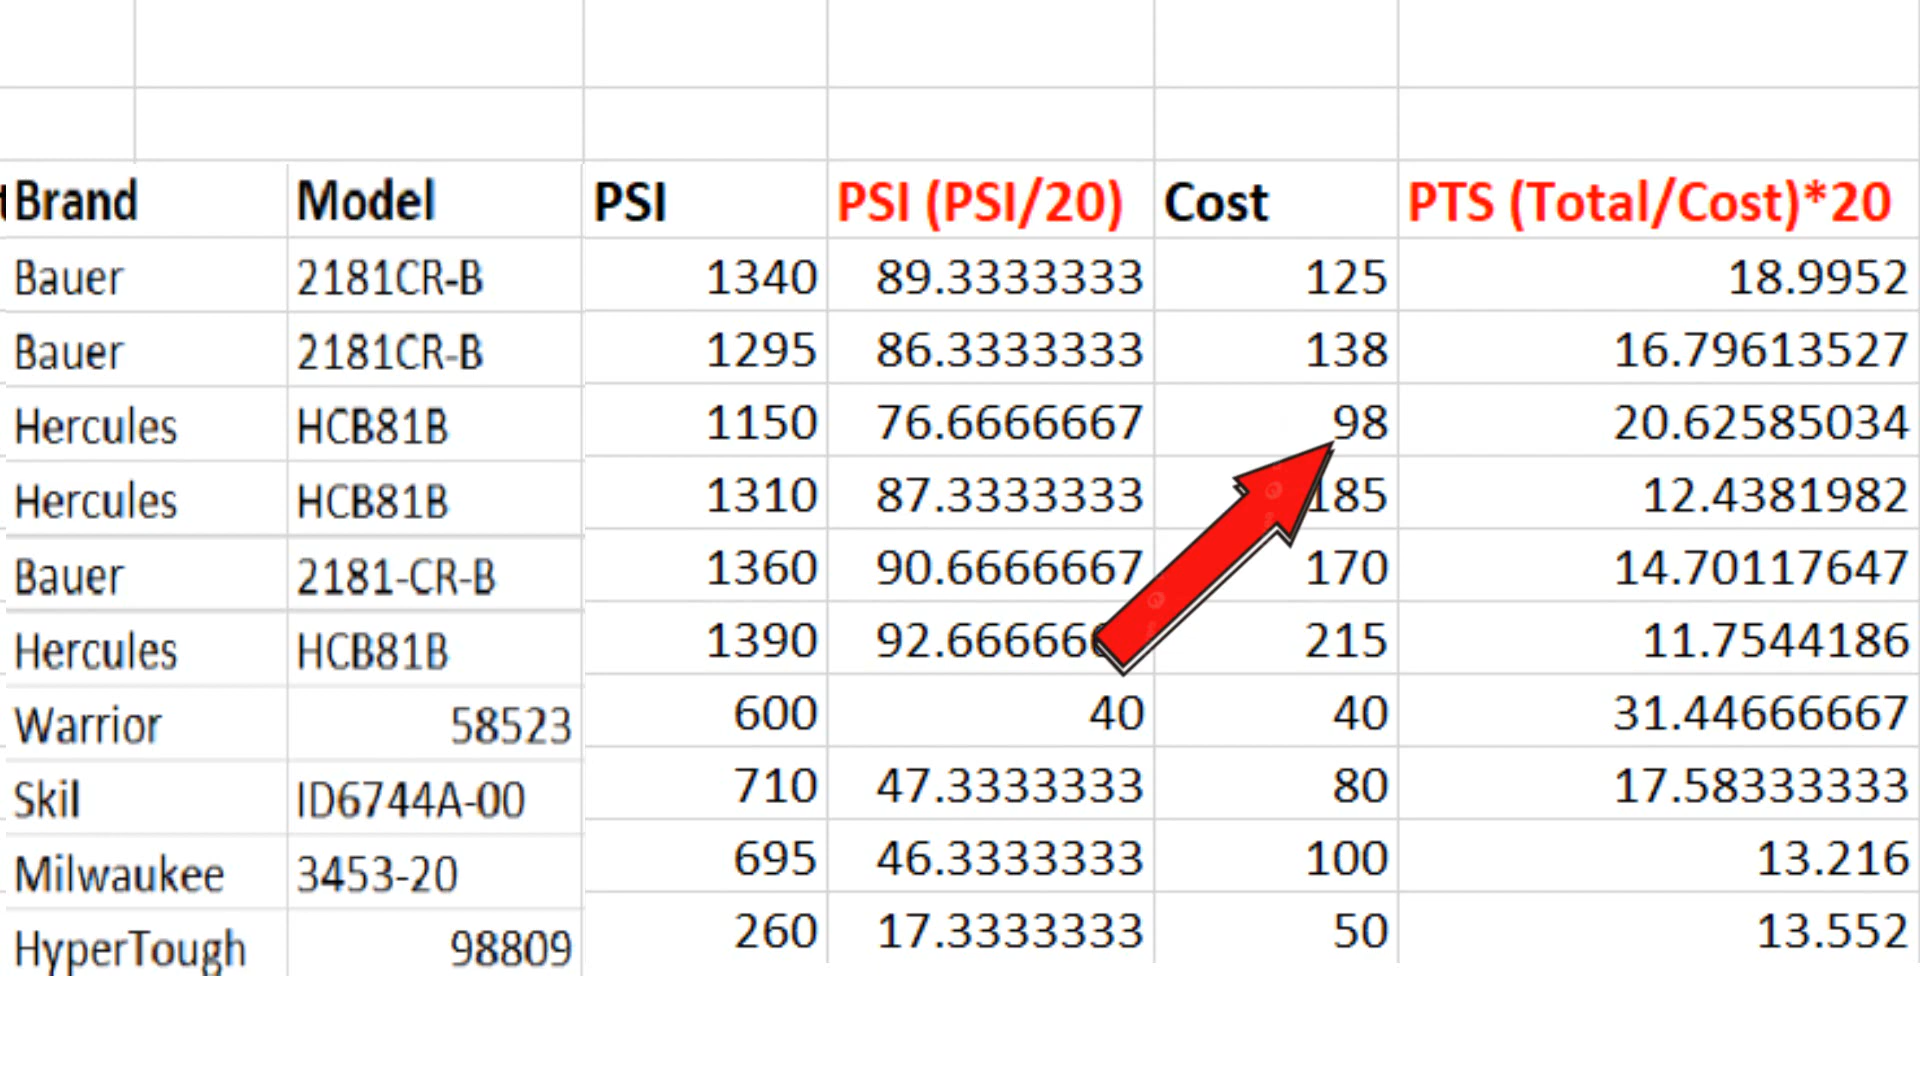 Brand Model PSI PSI (PSI/20) Cost PTS (Total/Cost)*20
Bauer 2181CR-B 1340 89.3333333 125 18.9952
Bauer 2181CR-B 1295 86.3333333 138 16.79613527
Hercules HCB81B 1150 76.6666667 98 20.62585034
Hercules HCB81B 1310 87.3333333 185 12.4381982
Bauer 2181-CR-B 1360 90.6666667 170 14.70117647
Hercules HCB81B 1390 92.66666 215 11.7544186
Warrior 58523 600 40 40 31.44666667
Skil ID6744A-00 710 47.3333333 80 17.58333333
Milwaukee 3453-20 695 46.3333333 100 13.216
HyperTough 98809 260 17.3333333 50 13.552